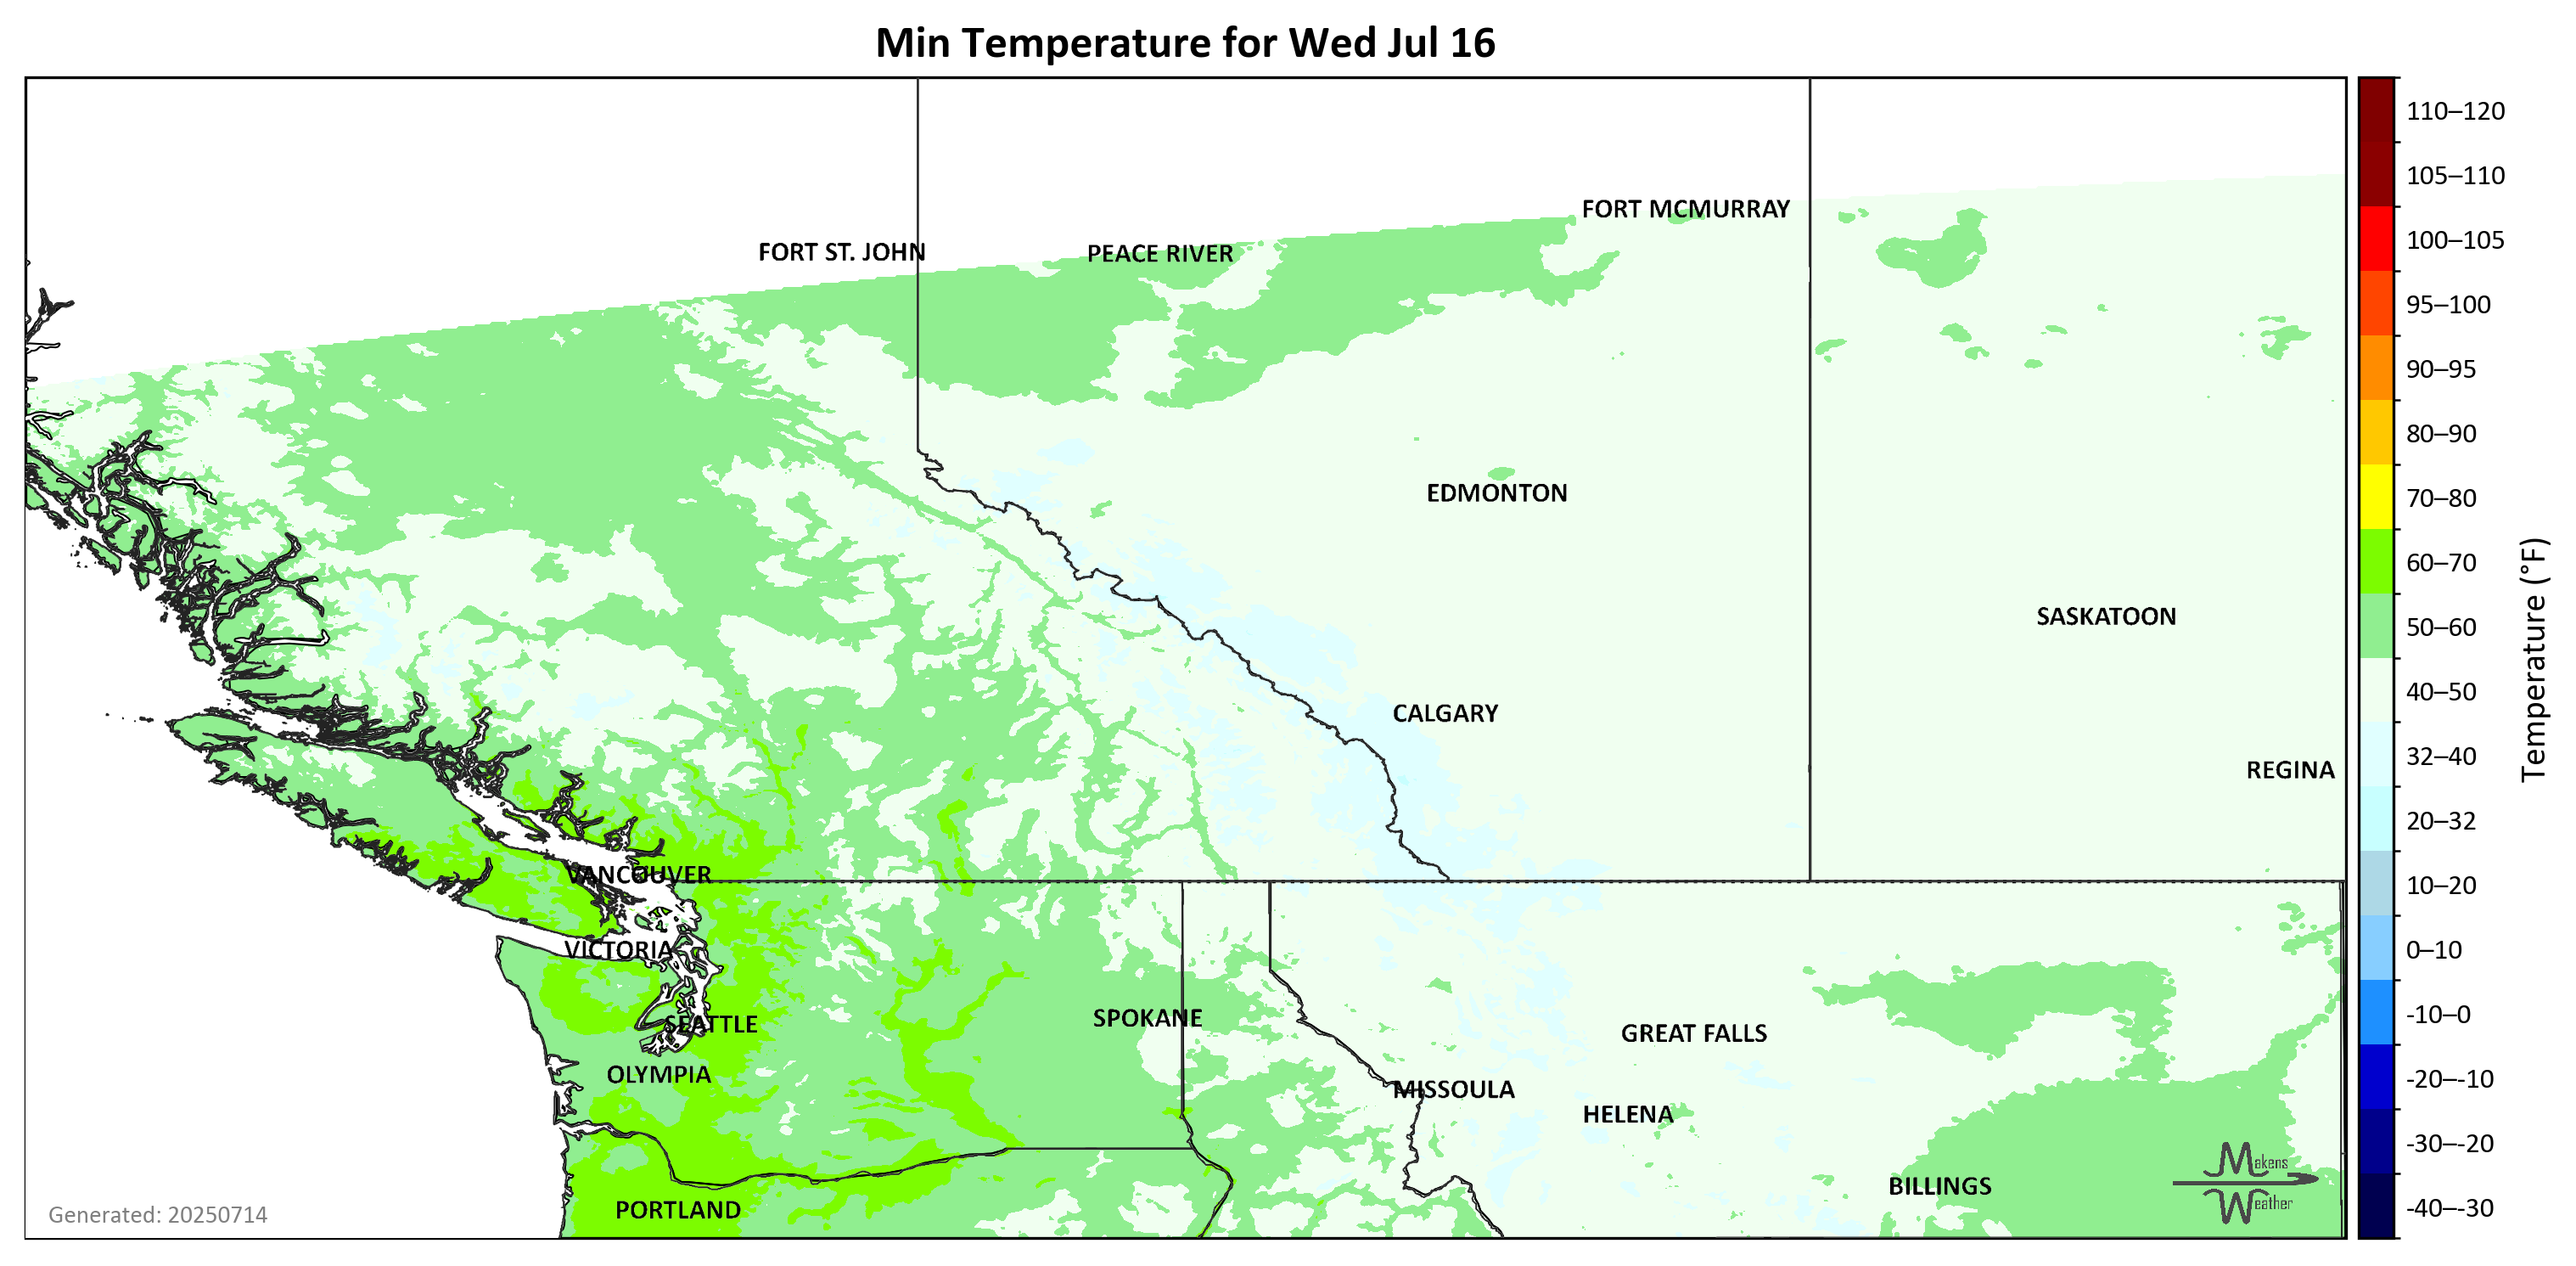 Min Temperature for Wed Jul 16
FORT MCMURRAY
FORT ST. JOHN
PEACE RIVER
EDMONTON
SASKATOON
CALGARY
REGINA
VANCOUVER
VICTORIA
SEATTLE
SPOKANE
GREAT FALLS
OLYMPIA
MISSOULA
HELENA
BILLINGS
PORTLAND
Makens
Weather
Generated: 20250714
110–120
105–110
100–105
95–100
90–95
80–90
70–80
60–70
50–60
40–50
32–40
20–32
10–20
0–10
-10–0
-20–-10
-30–-20
-40–-30
Temperature (°F)